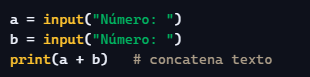 a = input("Número: ")
b = input("Número: ")
print(a + b)   # concatena texto